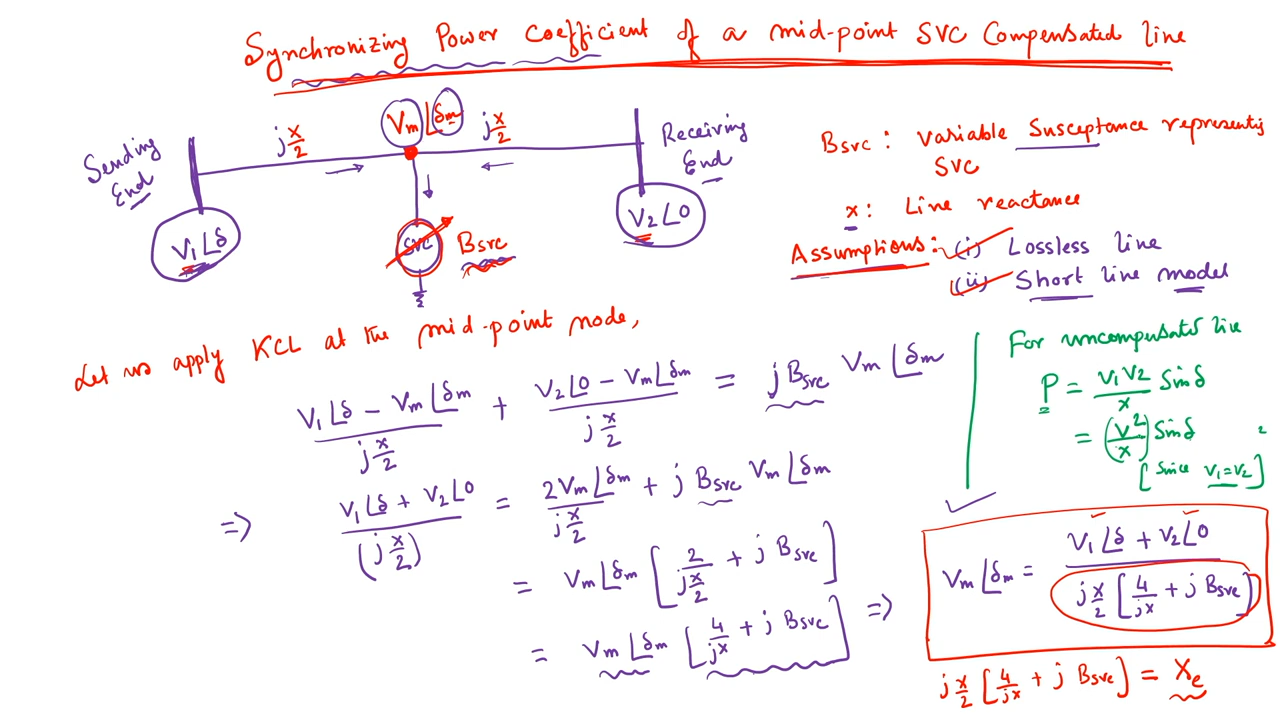 Synchronizing Power Coefficient of a mid-point SVC Compensated line
Sending End
j x/2
Vm∠δm
j x/2
Receiving End
V1∠δ
SVC
Bsvc
V2∠0
Bsvc : Variable Susceptance representing
SVC
x : Line reactance
Assumptions : (i) Lossless line
(ii) Short line model
Let us apply KCL at the mid-point node,
(V1∠δ - Vm∠δm)/(j x/2) + (V2∠0 - Vm∠δm)/(j x/2) = j Bsvc Vm∠δm
=> (V1∠δ + V2∠0)/(j x/2) = 2Vm∠δm/(j x/2) + j Bsvc Vm∠δm
= Vm∠δm [2/(j x/2) + j Bsvc]
= Vm∠δm [4/jx + j Bsvc] =>
For uncompensated line
P = V1V2/x Sinδ
= (V²/x) Sinδ
[Since V1=V2]
Vm∠δm = (V1∠δ + V2∠0)/(j x/2 [4/jx + j Bsvc])
j x/2 [4/jx + j Bsvc] = Xe